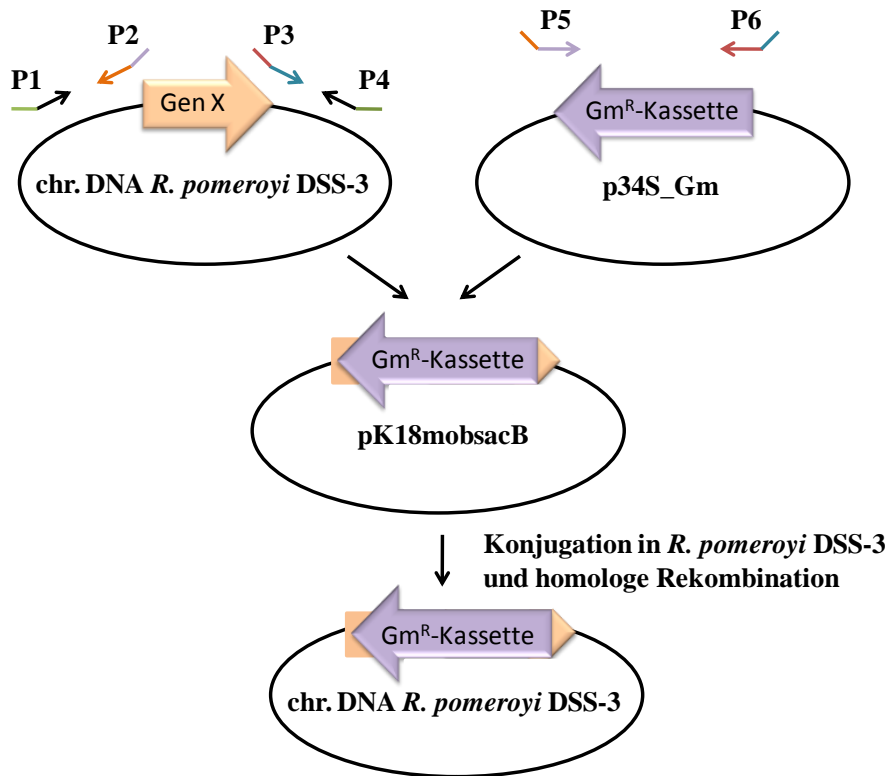 P1
P2
P3
P4
Gen X
chr. DNA R. pomeroyi DSS-3
P5
P6
Gmᴿ-Kassette
p34S_Gm
Gmᴿ-Kassette
pK18mobsacB
Konjugation in R. pomeroyi DSS-3
und homologe Rekombination
Gmᴿ-Kassette
chr. DNA R. pomeroyi DSS-3